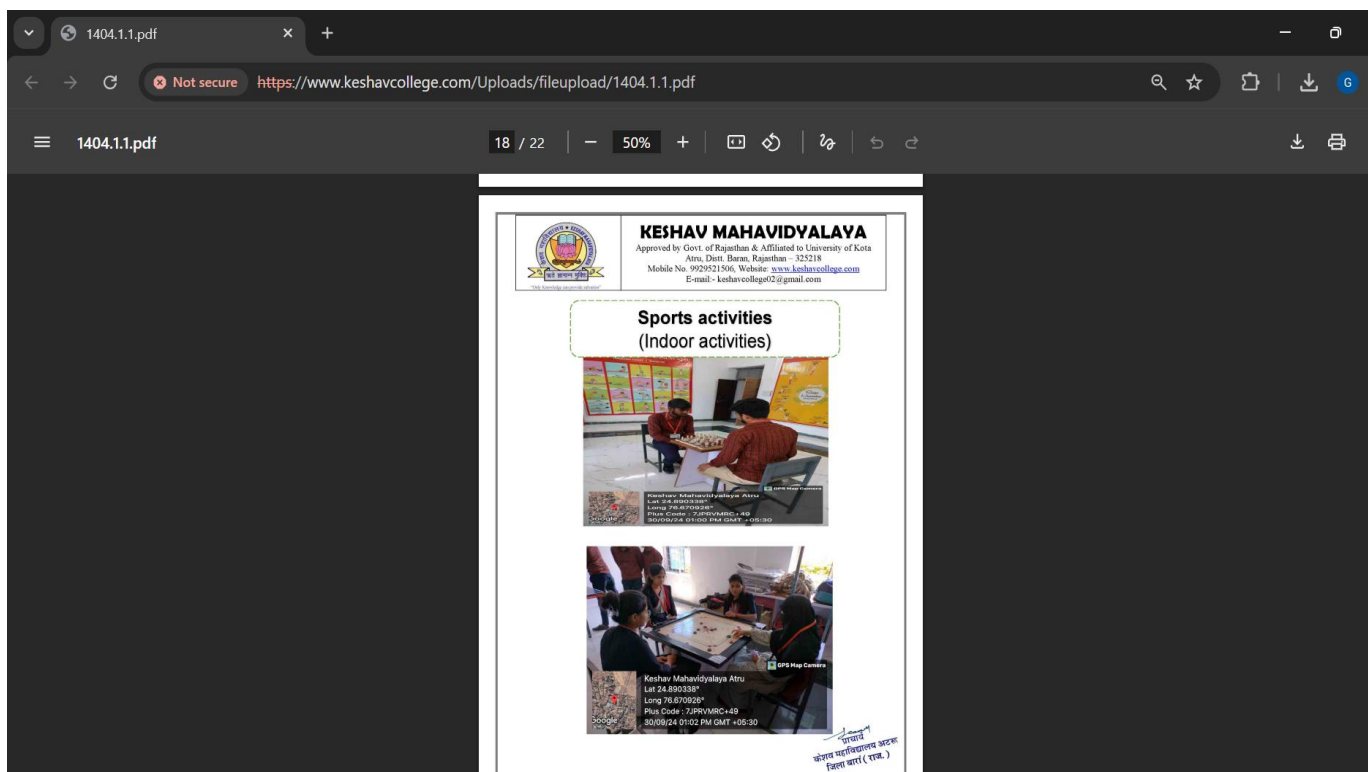 1404.1.1.pdf
Not secure https://www.keshavcollege.com/Uploads/fileupload/1404.1.1.pdf
G
1404.1.1.pdf
18 / 22
50%
KESHAV MAHAVIDYALAYA
Approved by Govt. of Rajasthan & Affiliated to University of Kota
Atru, Distt. Baran, Rajasthan – 325218
Mobile No. 9929521506, Website: www.keshavcollege.com
E-mail:- keshavcollege02@gmail.com
"Only Knowledge can provide salvation"
Sports activities
(Indoor activities)
GPS Map Camera
Keshav Mahavidyalaya Atru
Lat 24.890338°
Long 76.670926°
Plus Code : 7JPRVMRC+49
30/09/24 01:00 PM GMT +05:30
Google
GPS Map Camera
Keshav Mahavidyalaya Atru
Lat 24.890338°
Long 76.670926°
Plus Code : 7JPRVMRC+49
30/09/24 01:02 PM GMT +05:30
Google
प्राचार्य
केशव महाविद्यालय अटरू
जिला बारां ( राज. )